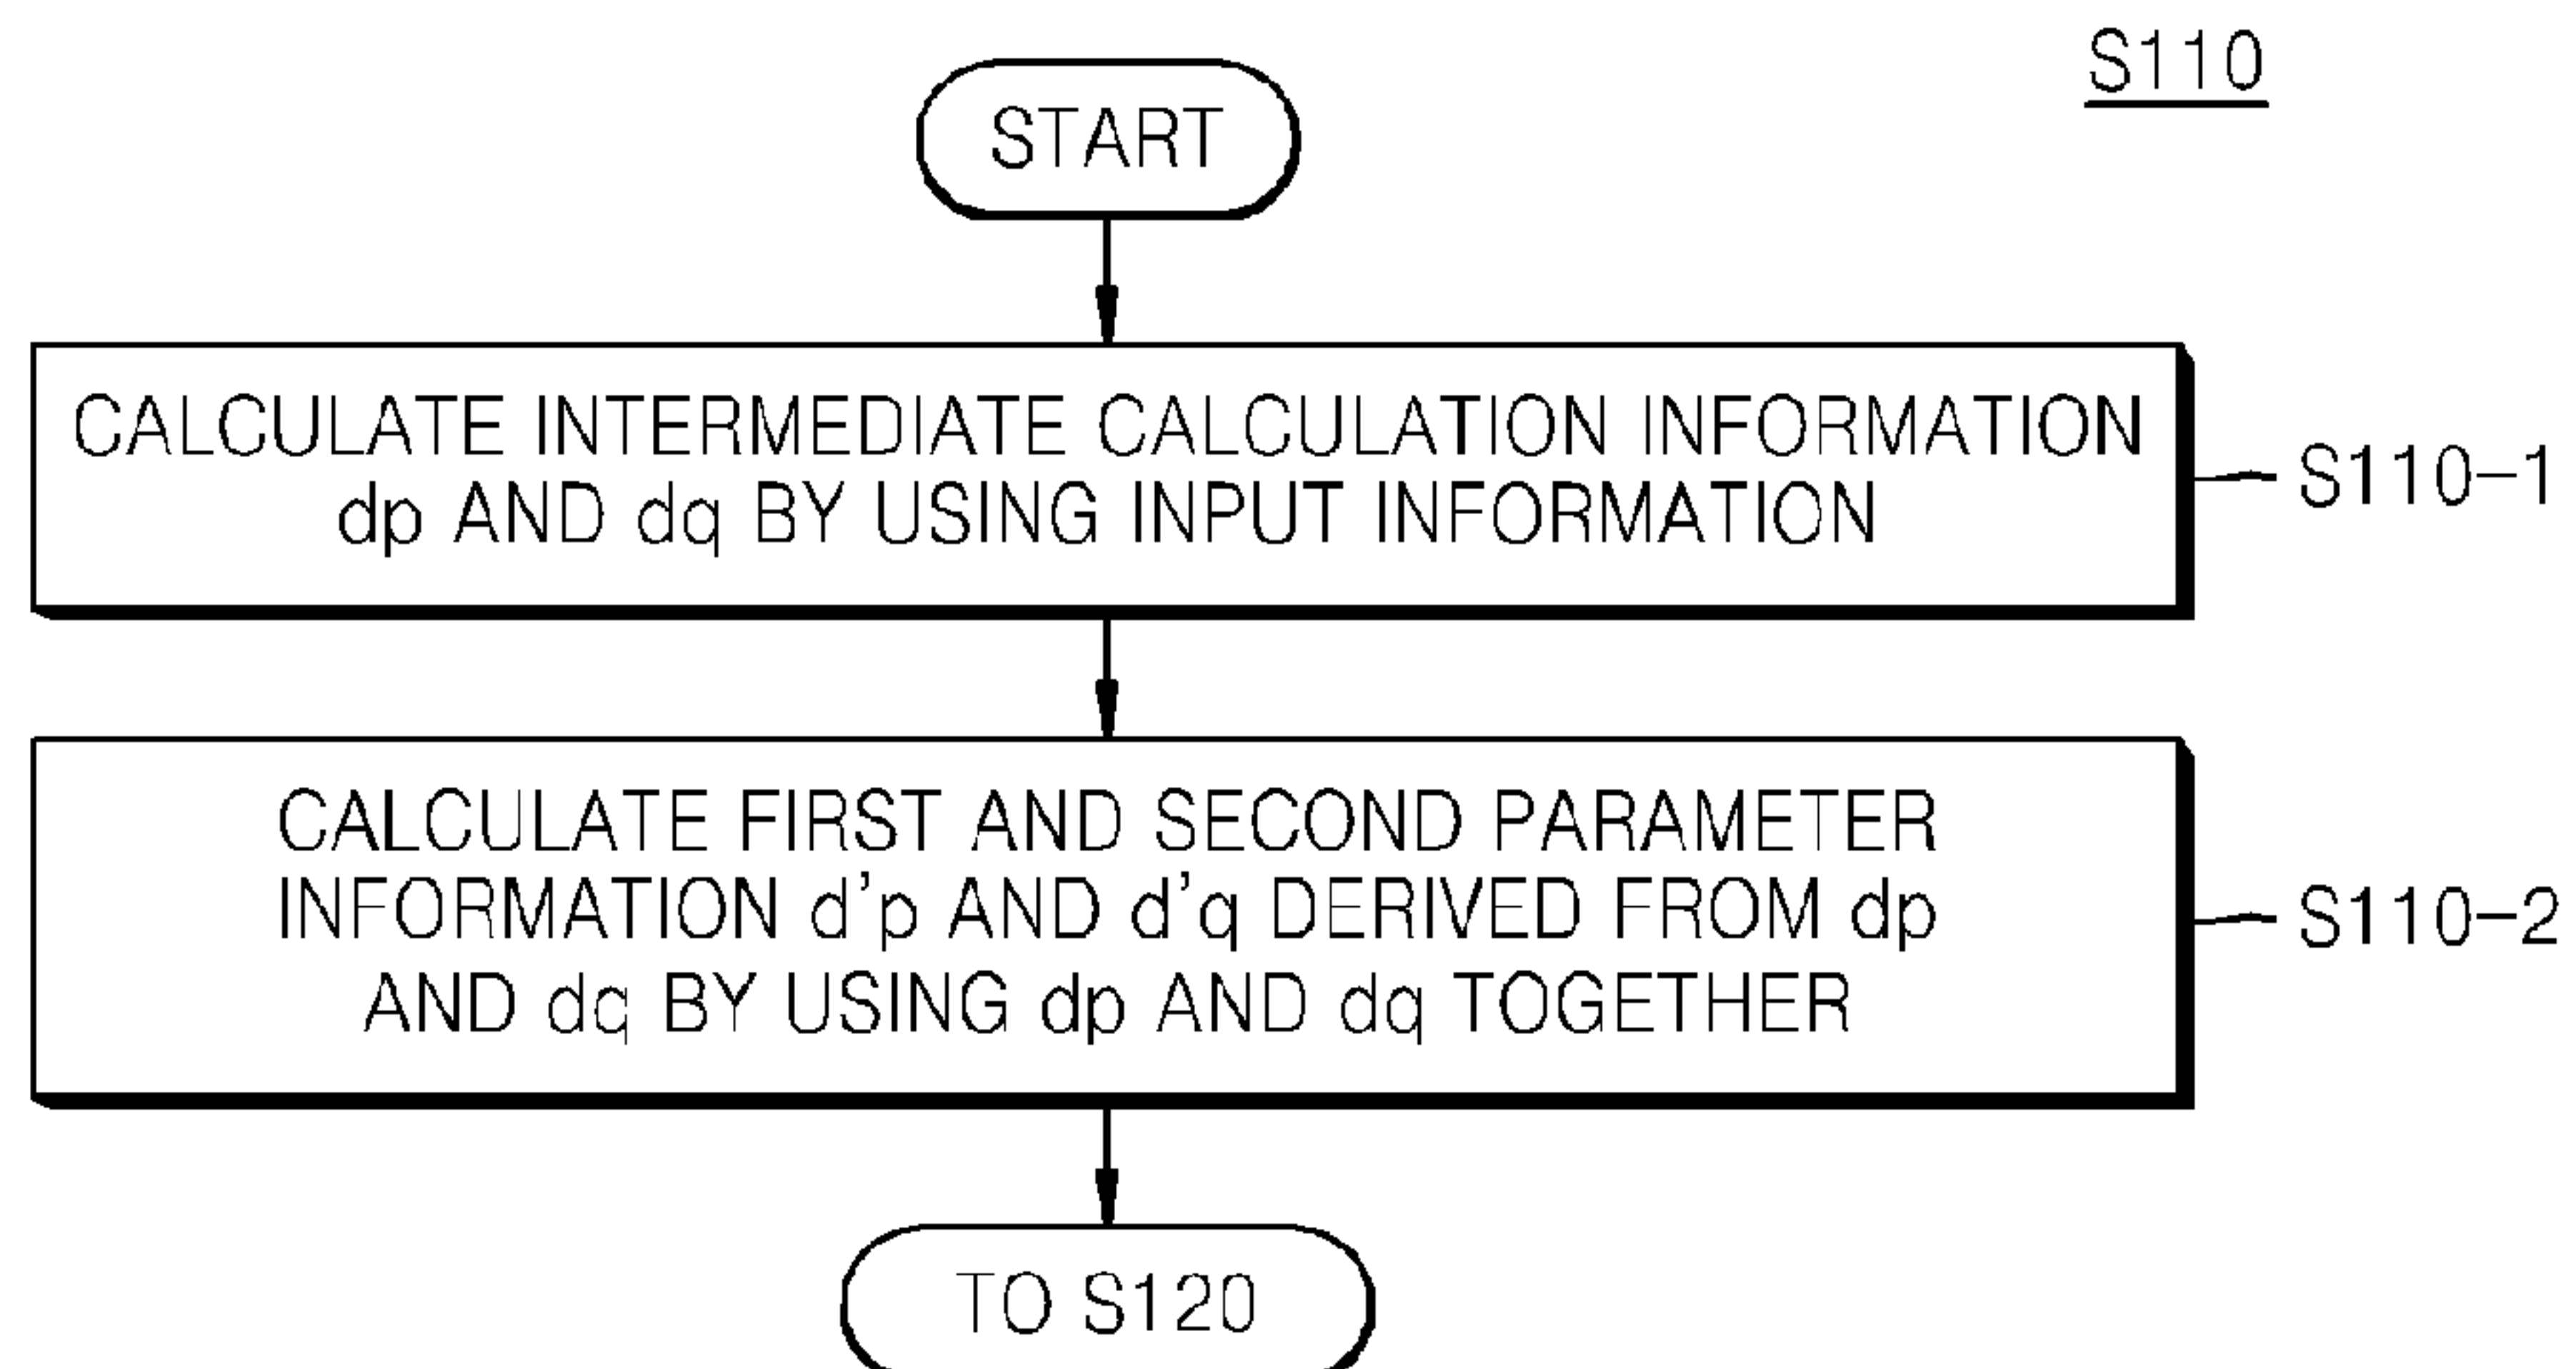 S110
START
CALCULATE INTERMEDIATE CALCULATION INFORMATION
dp AND dq BY USING INPUT INFORMATION
S110-1
CALCULATE FIRST AND SECOND PARAMETER
INFORMATION d'p AND d'q DERIVED FROM dp
AND dq BY USING dp AND dq TOGETHER
S110-2
TO S120